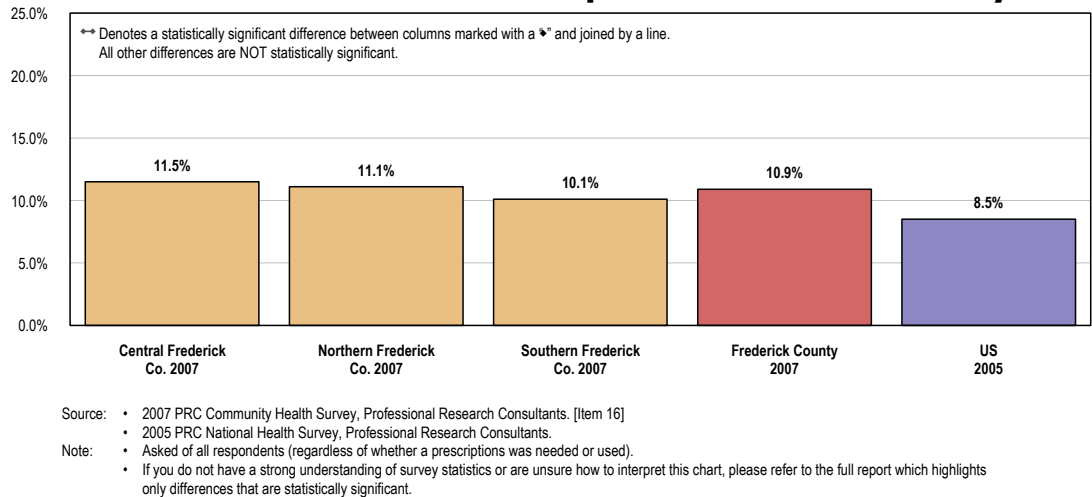 25.0%
Denotes a statistically significant difference between columns marked with a "◆" and joined by a line.
All other differences are NOT statistically significant.
20.0%
15.0%
11.5%
11.1%
10.1%
10.9%
10.0%
8.5%
5.0%
0.0%
Central Frederick Co. 2007
Northern Frederick Co. 2007
Southern Frederick Co. 2007
Frederick County 2007
US 2005
Source: • 2007 PRC Community Health Survey, Professional Research Consultants. [Item 16]
• 2005 PRC National Health Survey, Professional Research Consultants.
Note: • Asked of all respondents (regardless of whether a prescriptions was needed or used).
• If you do not have a strong understanding of survey statistics or are unsure how to interpret this chart, please refer to the full report which highlights
only differences that are statistically significant.